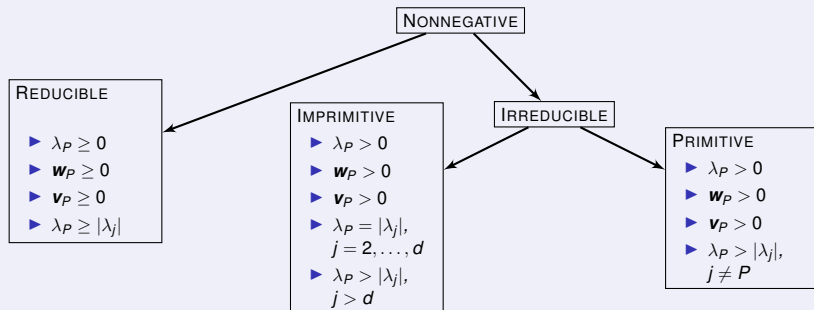 NONNEGATIVE
REDUCIBLE
▶ λ_P ≥ 0
▶ w_P ≥ 0
▶ v_P ≥ 0
▶ λ_P ≥ |λ_j|
IMPRIMITIVE
▶ λ_P > 0
▶ w_P > 0
▶ v_P > 0
▶ λ_P = |λ_j|,
j = 2, . . . , d
▶ λ_P > |λ_j|,
j > d
IRREDUCIBLE
PRIMITIVE
▶ λ_P > 0
▶ w_P > 0
▶ v_P > 0
▶ λ_P > |λ_j|,
j ≠ P